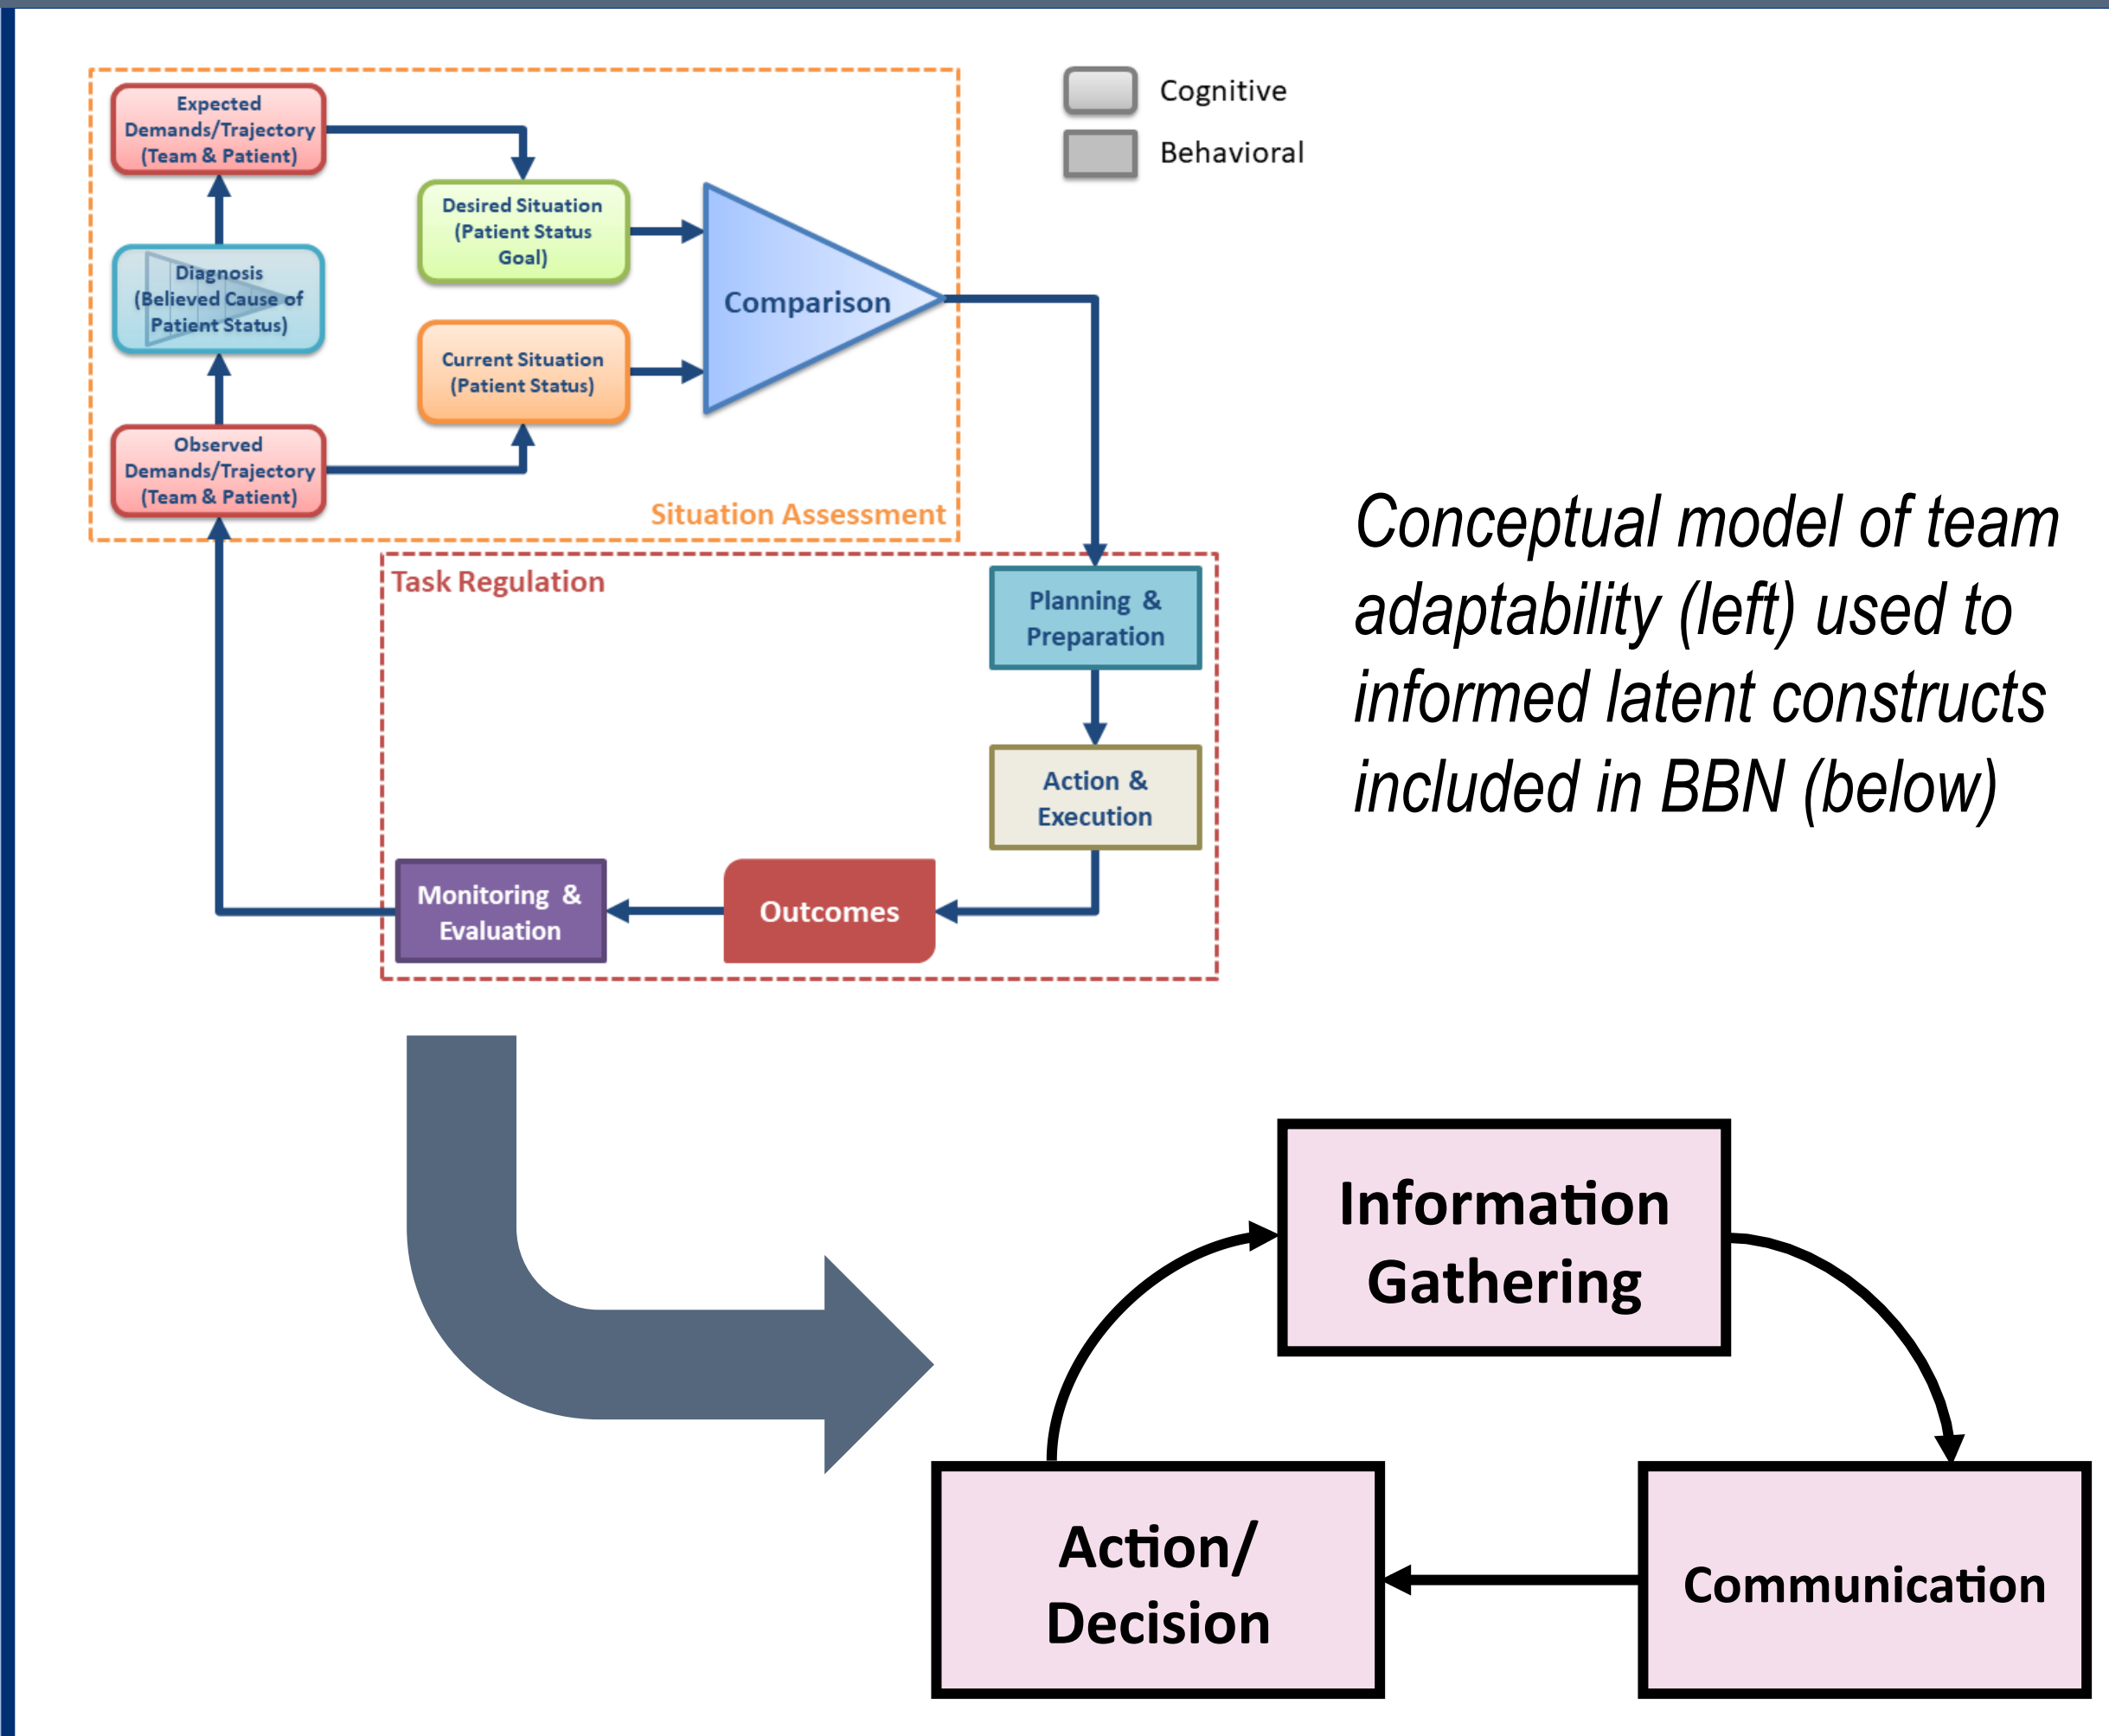 Expected
Demands/Trajectory
(Team & Patient)
Desired Situation
(Patient Status
Goal)
Diagnosis
(Believed Cause of
Patient Status)
Comparison
Current Situation
(Patient Status)
Observed
Demands/Trajectory
(Team & Patient)
Situation Assessment
Cognitive
Behavioral
Task Regulation
Planning &
Preparation
Action &
Execution
Outcomes
Monitoring &
Evaluation
Conceptual model of team
adaptability (left) used to
informed latent constructs
included in BBN (below)
Information
Gathering
Communication
Action/
Decision